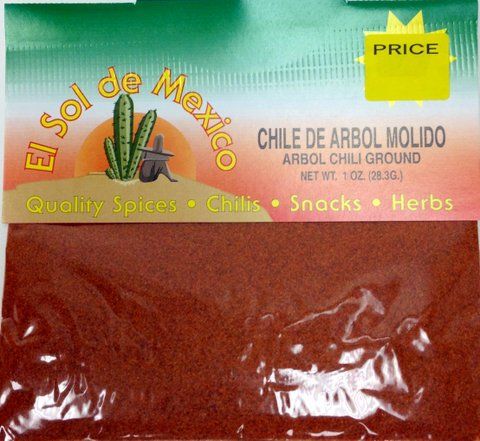 PRICE
El Sol de Mexico
CHILE DE ARBOL MOLIDO
ARBOL CHILI GROUND
NET WT. 1 OZ. (28.3G.)
Quality Spices • Chilis • Snacks • Herbs